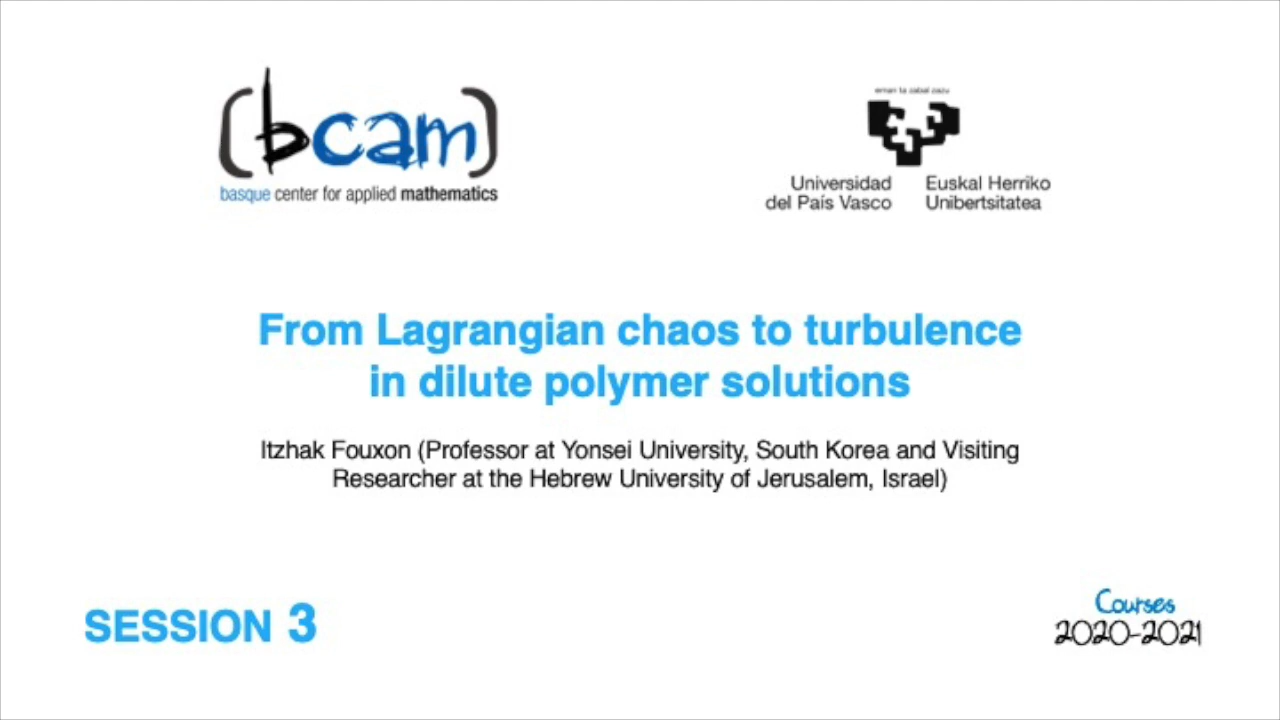 (bcam)
basque center for applied mathematics
eman ta zabal zazu
Universidad
del País Vasco
Euskal Herriko
Unibertsitatea
From Lagrangian chaos to turbulence
in dilute polymer solutions
Itzhak Fouxon (Professor at Yonsei University, South Korea and Visiting
Researcher at the Hebrew University of Jerusalem, Israel)
SESSION 3
Courses
2020-2021